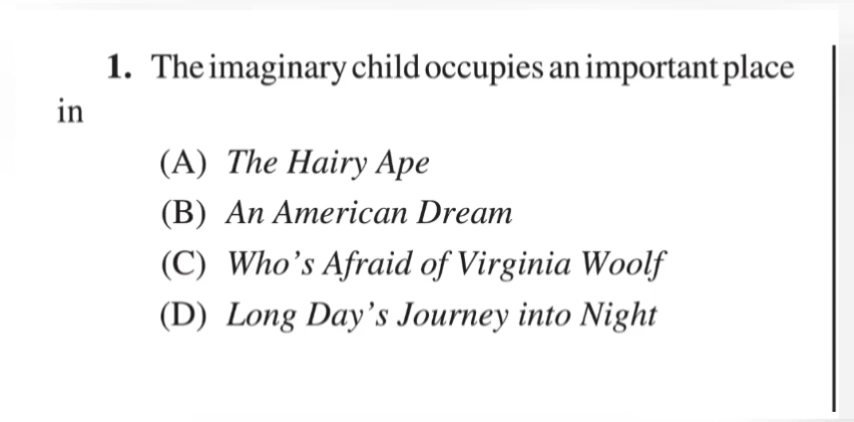 1. The imaginary child occupies an important place
in
(A) The Hairy Ape
(B) An American Dream
(C) Who’s Afraid of Virginia Woolf
(D) Long Day’s Journey into Night